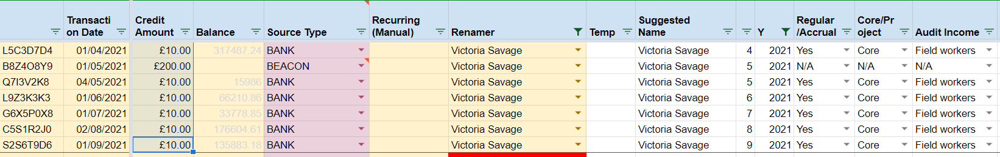 Transacti on Date Credit Amount Balance Source Type Recurring (Manual) Renamer Temp Suggested Name Y Regular /Accrual Core/Pr oject Audit Income
L5C3D7D4 01/04/2021 £10.00 317487.24 BANK Victoria Savage Victoria Savage 4 2021 Yes Core Field workers
B8Z4O8Y9 01/05/2021 £200.00 BEACON Victoria Savage Victoria Savage 5 2021 N/A N/A N/A
Q7I3V2K8 04/05/2021 £10.00 15986 BANK Victoria Savage Victoria Savage 5 2021 Yes Core Field workers
L9Z3K3K3 01/06/2021 £10.00 66210.86 BANK Victoria Savage Victoria Savage 6 2021 Yes Core Field workers
G6X5P0X8 01/07/2021 £10.00 33778.85 BANK Victoria Savage Victoria Savage 7 2021 Yes Core Field workers
C5S1R2J0 02/08/2021 £10.00 176604.61 BANK Victoria Savage Victoria Savage 8 2021 Yes Core Field workers
S2S6T9D6 01/09/2021 £10.00 135883.18 BANK Victoria Savage Victoria Savage 9 2021 Yes Core Field workers